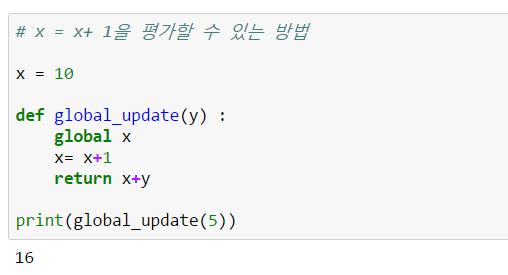 # x = x+ 1을 평가할 수 있는 방법
x = 10
def global_update(y) :
    global x
    x= x+1
    return x+y
print(global_update(5))
16